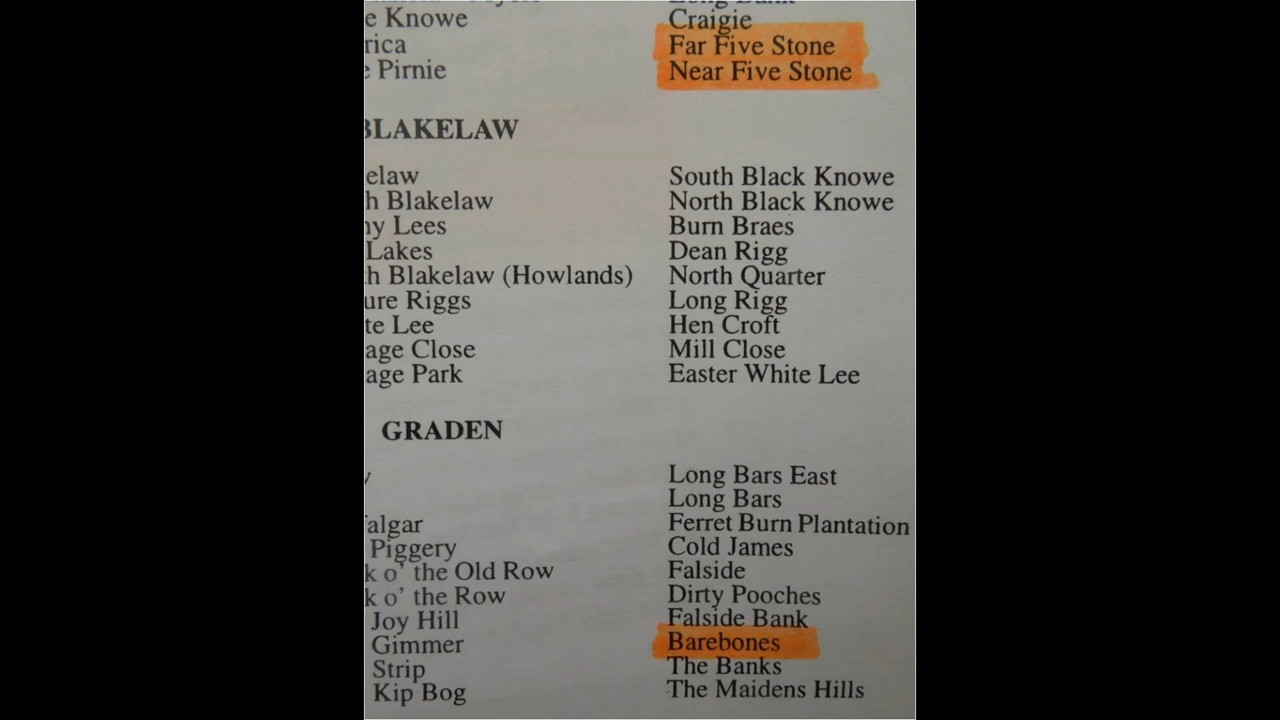 Craigie
e Knowe
Far Five Stone
rica
Near Five Stone
Pirnie
BLAKELAW
elaw
South Black Knowe
h Blakelaw
North Black Knowe
ny Lees
Burn Braes
Lakes
Dean Rigg
h Blakelaw (Howlands)
North Quarter
ure Riggs
Long Rigg
te Lee
Hen Croft
age Close
Mill Close
age Park
Easter White Lee
GRADEN
Long Bars East
Long Bars
falgar
Ferret Burn Plantation
Piggery
Cold James
k o' the Old Row
Falside
k o' the Row
Dirty Pooches
Joy Hill
Falside Bank
Gimmer
Barebones
Strip
The Banks
Kip Bog
The Maidens Hills